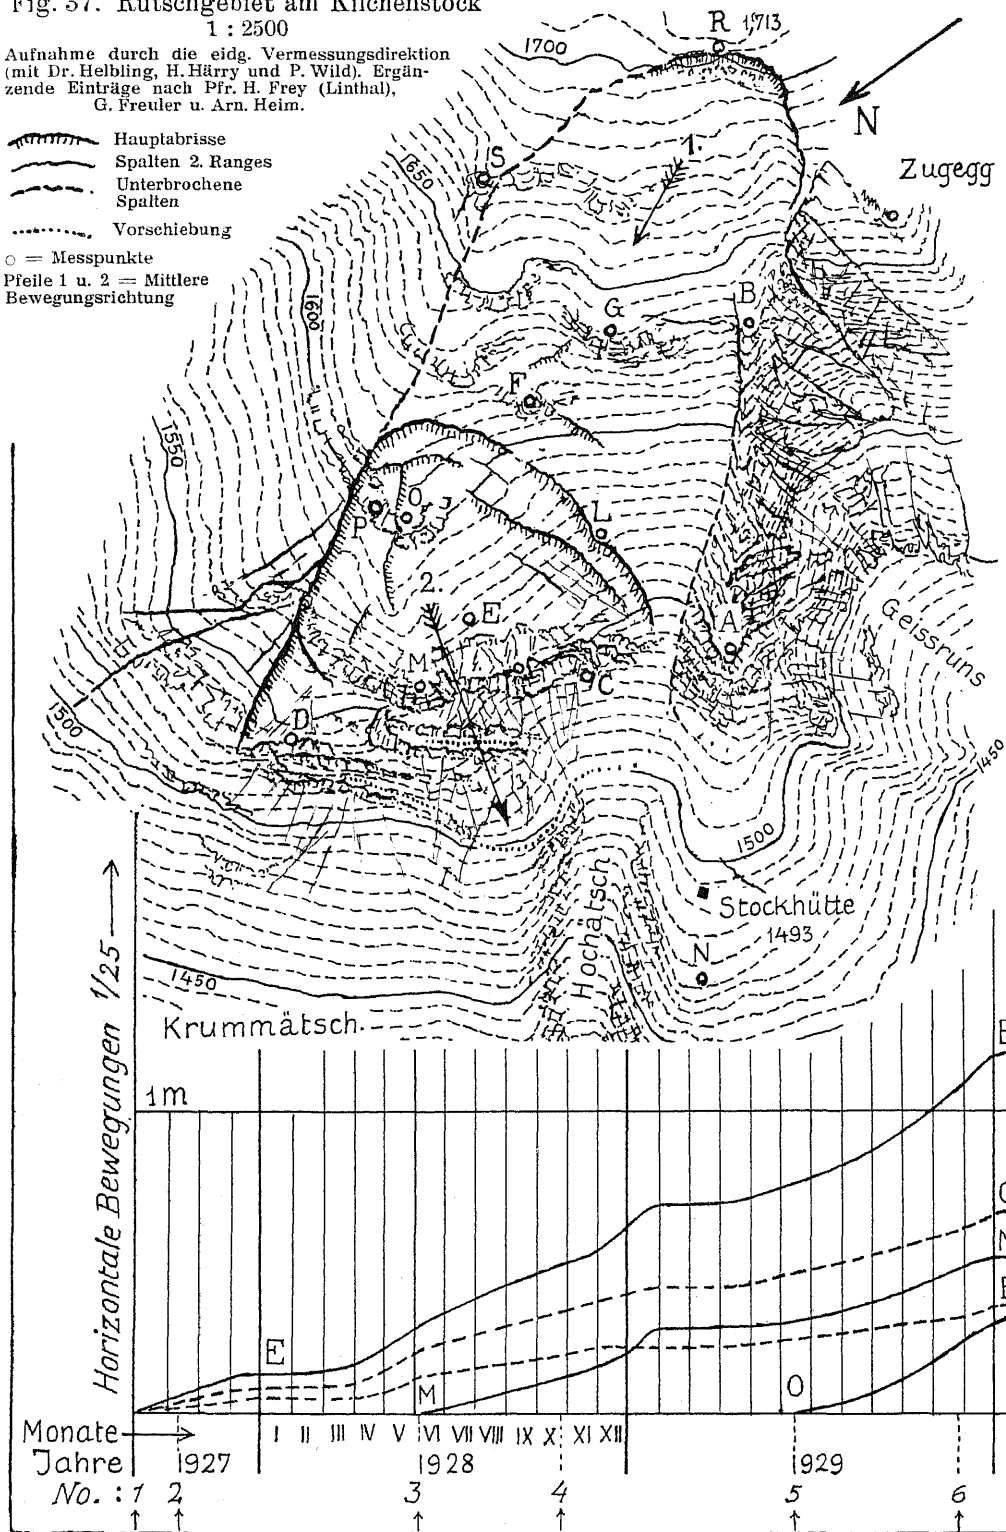 Fig. 57. Rutschgebiet am Kilchenstock
1 : 2500
Aufnahme durch die eidg. Vermessungsdirektion
(mit Dr. Helbling, H. Härry und P. Wild). Ergän-
zende Einträge nach Pfr. H. Frey (Linthal),
G. Freuler u. Arn. Heim.
Hauptabrisse
Spalten 2. Ranges
Unterbrochene
Spalten
Vorschiebung
○ = Messpunkte
Pfeile 1 u. 2 = Mittlere
Bewegungsrichtung
R 1713
1700
N
Zugegg
1.
S
1650
1600
G
B
F
1550
L
O
P
2.
E
A
Geissruns
M
C
D
1500
1450
1500
Stockhütte
1493
N
Hochätsch
1450
Krummätsch
Horizontale Bewegungen 1/25
1m
E
M
O
Monate
I II III IV V VI VII VIII IX X XI XII
Jahre 1927 1928 1929
No. : 1 2 3 4 5 6